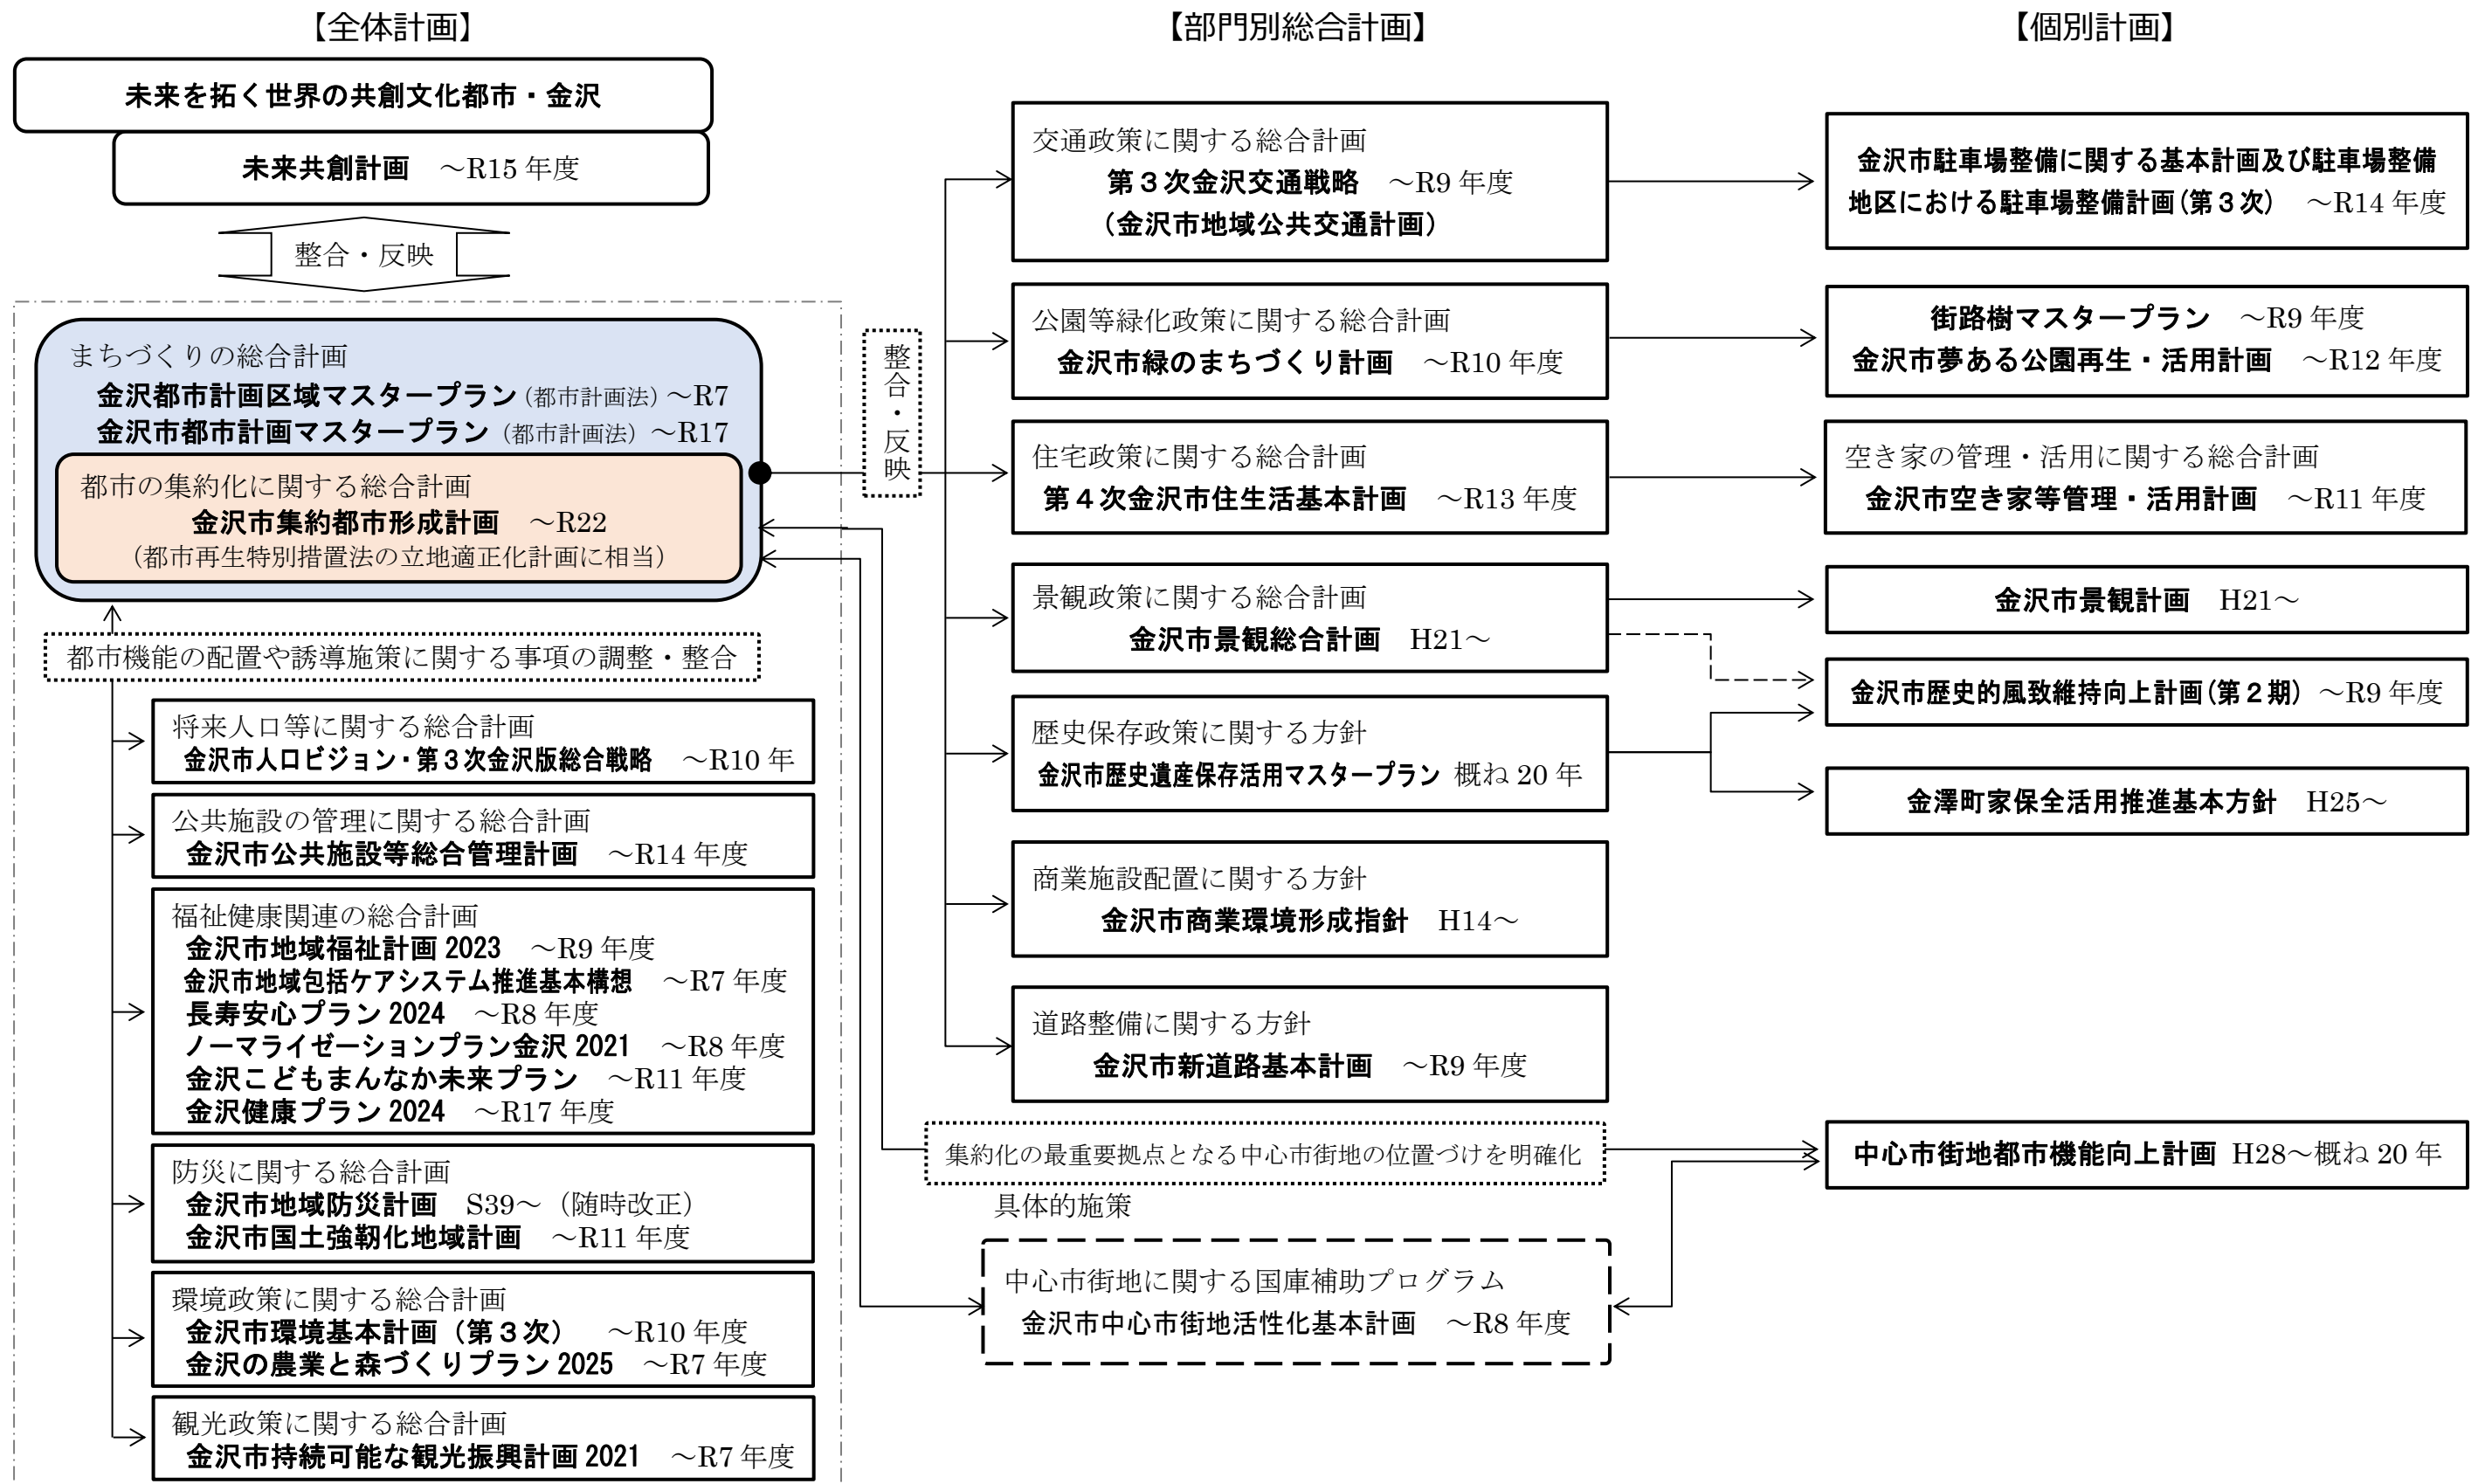 【全体計画】
未来を拓く世界の共創文化都市・金沢
未来共創計画　～R15 年度
整合・反映
まちづくりの総合計画
金沢都市計画区域マスタープラン（都市計画法）～R7
金沢市都市計画マスタープラン（都市計画法）～R17
都市の集約化に関する総合計画
金沢市集約都市形成計画　～R22
（都市再生特別措置法の立地適正化計画に相当）
都市機能の配置や誘導施策に関する事項の調整・整合
将来人口等に関する総合計画
金沢市人口ビジョン・第３次金沢版総合戦略　～R10 年
公共施設の管理に関する総合計画
金沢市公共施設等総合管理計画　～R14 年度
福祉健康関連の総合計画
金沢市地域福祉計画 2023　～R9 年度
金沢市地域包括ケアシステム推進基本構想　～R7 年度
長寿安心プラン 2024　～R8 年度
ノーマライゼーションプラン金沢 2021　～R8 年度
金沢こどもまんなか未来プラン　～R11 年度
金沢健康プラン 2024　～R17 年度
防災に関する総合計画
金沢市地域防災計画　S39～（随時改正）
金沢市国土強靭化地域計画　～R11 年度
環境政策に関する総合計画
金沢市環境基本計画（第３次）　～R10 年度
金沢の農業と森づくりプラン 2025　～R7 年度
観光政策に関する総合計画
金沢市持続可能な観光振興計画 2021　～R7 年度
整合・反映
【部門別総合計画】
交通政策に関する総合計画
第３次金沢交通戦略　～R9 年度
（金沢市地域公共交通計画）
公園等緑化政策に関する総合計画
金沢市緑のまちづくり計画　～R10 年度
住宅政策に関する総合計画
第４次金沢市住生活基本計画　～R13 年度
景観政策に関する総合計画
金沢市景観総合計画　H21～
歴史保存政策に関する方針
金沢市歴史遺産保存活用マスタープラン 概ね 20 年
商業施設配置に関する方針
金沢市商業環境形成指針　H14～
道路整備に関する方針
金沢市新道路基本計画　～R9 年度
集約化の最重要拠点となる中心市街地の位置づけを明確化
具体的施策
中心市街地に関する国庫補助プログラム
金沢市中心市街地活性化基本計画　～R8 年度
【個別計画】
金沢市駐車場整備に関する基本計画及び駐車場整備
地区における駐車場整備計画（第３次）　～R14 年度
街路樹マスタープラン　～R9 年度
金沢市夢ある公園再生・活用計画　～R12 年度
空き家の管理・活用に関する総合計画
金沢市空き家等管理・活用計画　～R11 年度
金沢市景観計画　H21～
金沢市歴史的風致維持向上計画（第２期）～R9 年度
金澤町家保全活用推進基本方針　H25～
中心市街地都市機能向上計画 H28～概ね 20 年